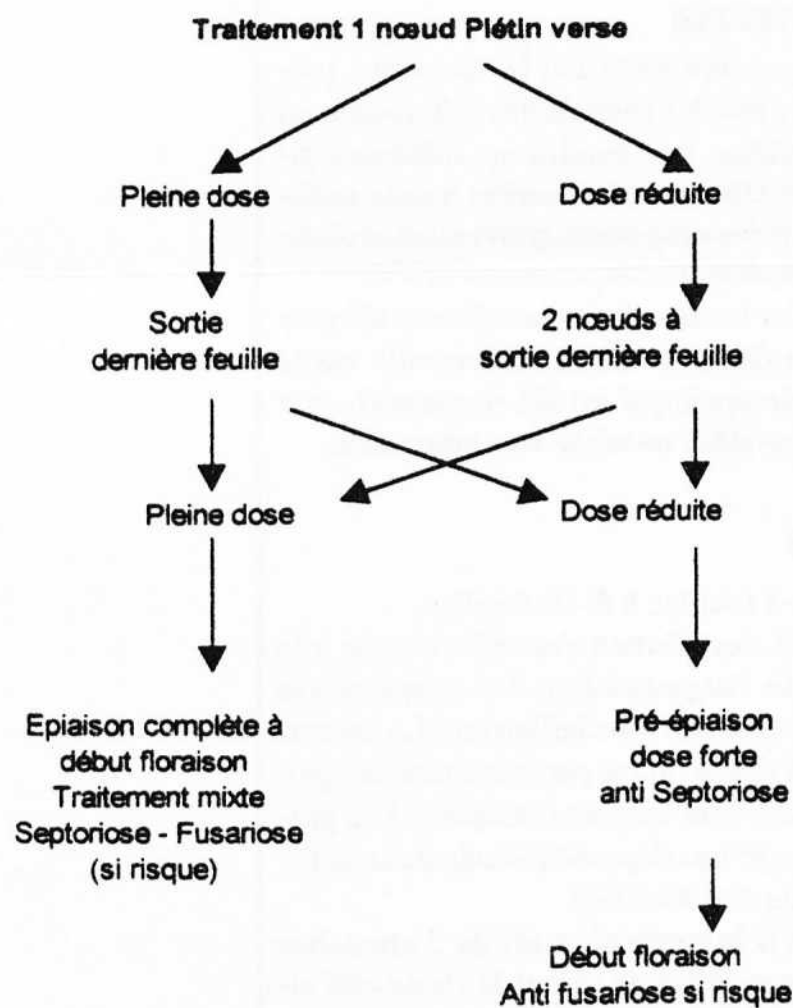 Traitement 1 nœud Piétin verse
Pleine dose
Dose réduite
Sortie
dernière feuille
2 nœuds à
sortie dernière feuille
Pleine dose
Dose réduite
Epiaison complète à
début floraison
Traitement mixte
Septoriose - Fusariose
(si risque)
Pré-épiaison
dose forte
anti Septoriose
Début floraison
Anti fusariose si risque